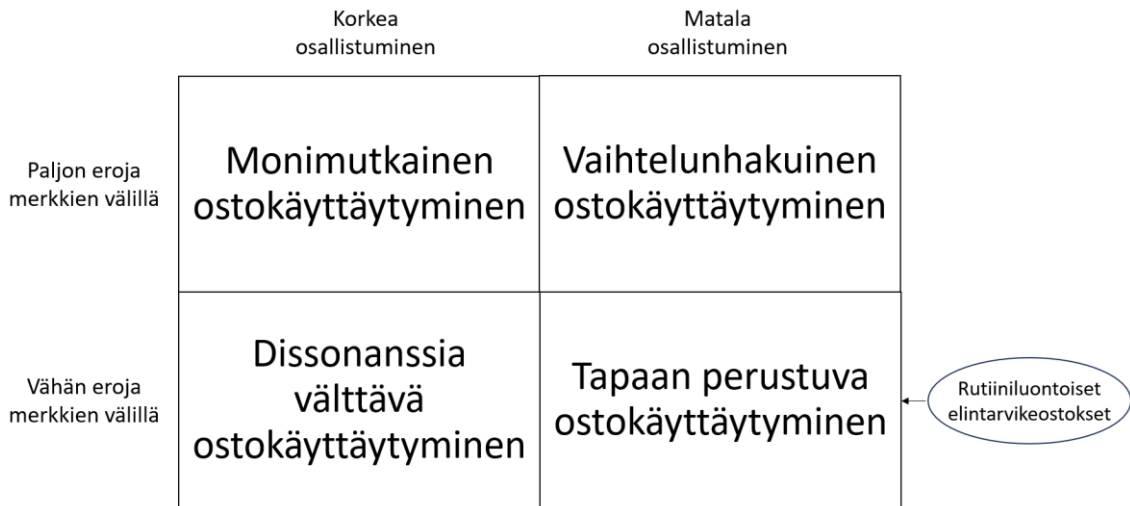 Korkea
osallistuminen
Matala
osallistuminen
Paljon eroja
merkkien välillä
Monimutkainen
ostokäyttäytyminen
Vaihtelunhakuinen
ostokäyttäytyminen
Vähän eroja
merkkien välillä
Dissonanssia
välttävä
ostokäyttäytyminen
Tapaan perustuva
ostokäyttäytyminen
Rutiiniluontoiset
elintarvikeostokset